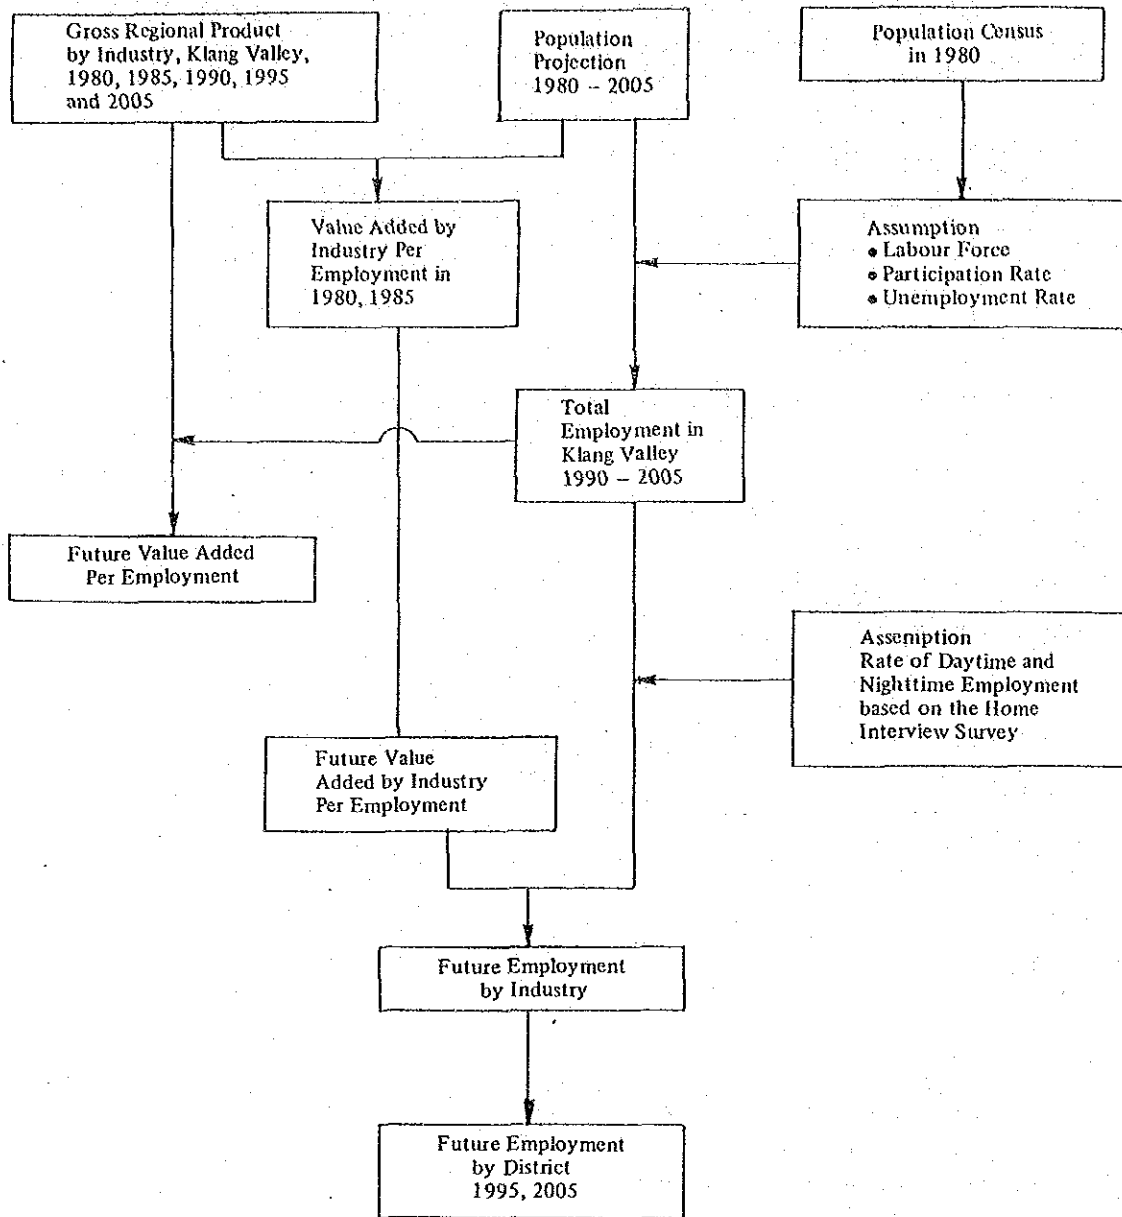 Gross Regional Product
by Industry, Klang Valley,
1980, 1985, 1990, 1995
and 2005
Population
Projection
1980 – 2005
Population Census
in 1980
Value Added by
Industry Per
Employment in
1980, 1985
Assumption
• Labour Force
• Participation Rate
• Unemployment Rate
Total
Employment in
Klang Valley
1990 – 2005
Future Value Added
Per Employment
Assemption
Rate of Daytime and
Nighttime Employment
based on the Home
Interview Survey
Future Value
Added by Industry
Per Employment
Future Employment
by Industry
Future Employment
by District
1995, 2005